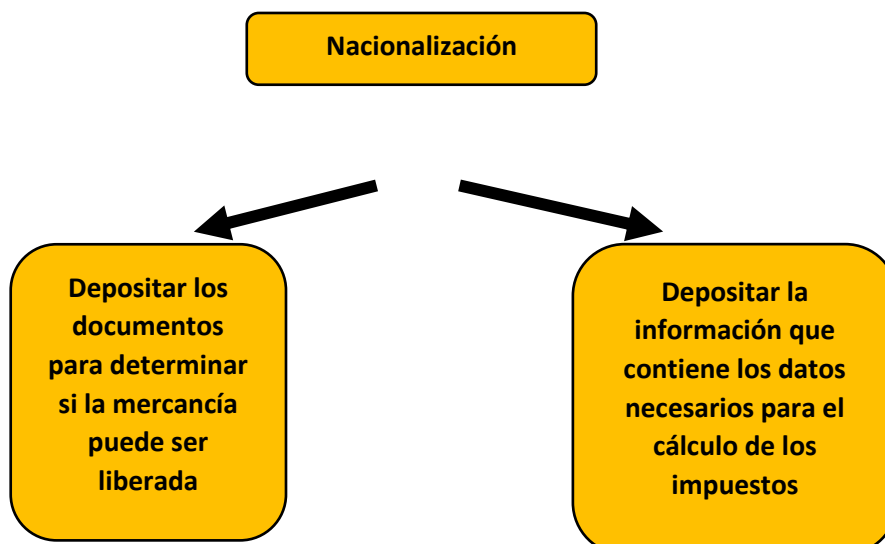 Nacionalización
Depositar los
documentos
para determinar
si la mercancía
puede ser
liberada
Depositar la
información que
contiene los datos
necesarios para el
cálculo de los
impuestos